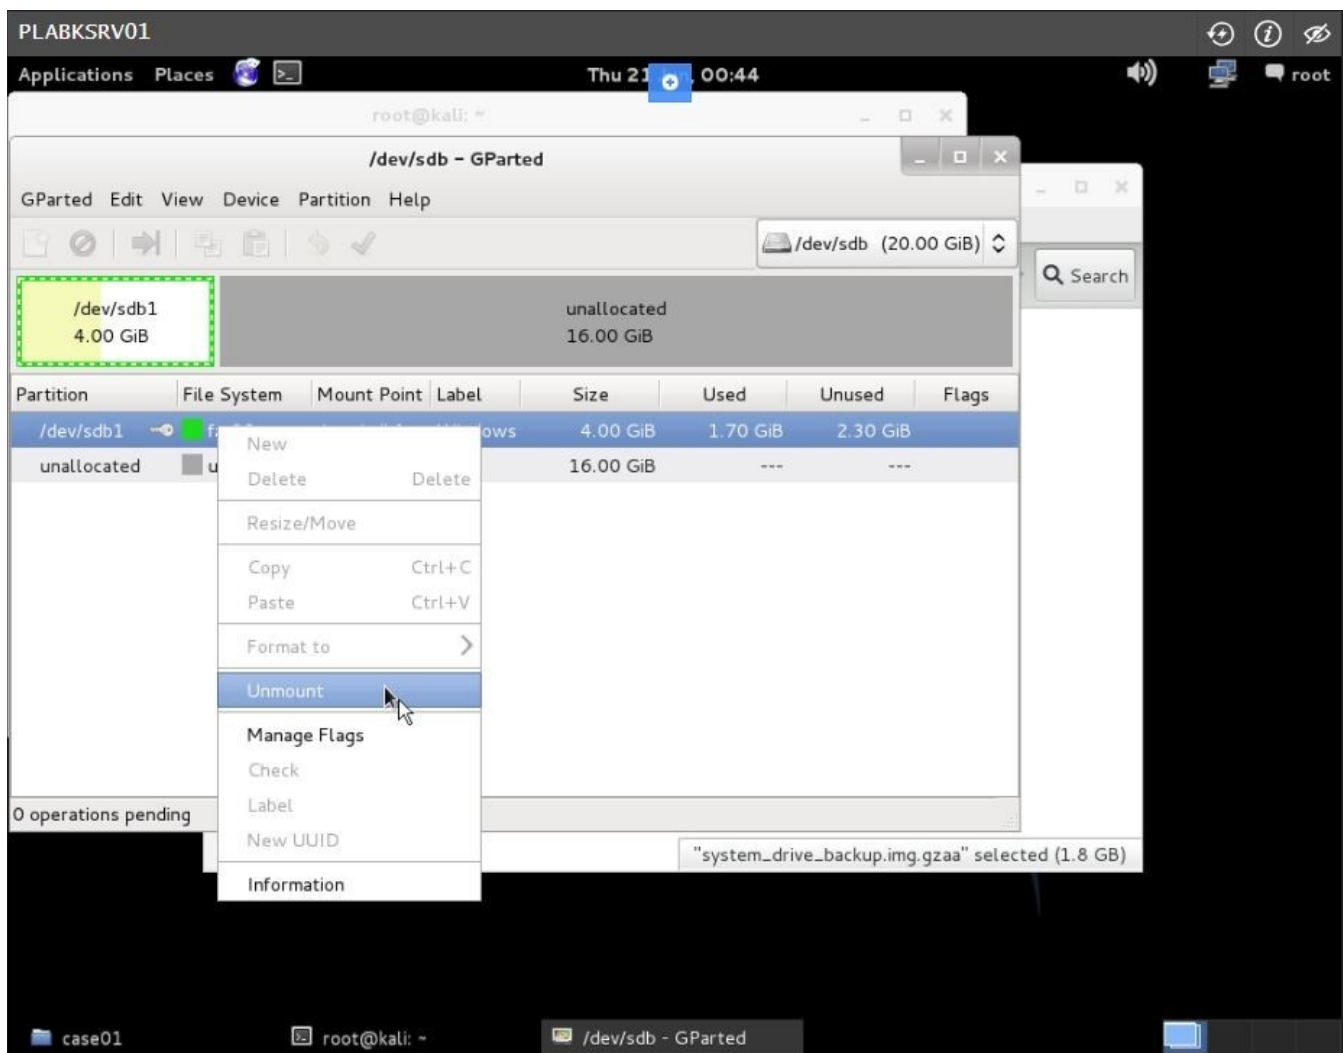 PLABKSRV01
Applications Places Thu 21 , 00:44 root
root@kali: ~
/dev/sdb - GParted
GParted Edit View Device Partition Help
/dev/sdb (20.00 GiB)
Search
/dev/sdb1
4.00 GiB
unallocated
16.00 GiB
Partition File System Mount Point Label Size Used Unused Flags
/dev/sdb1 ows 4.00 GiB 1.70 GiB 2.30 GiB
unallocated u 16.00 GiB --- ---
New
Delete Delete
Resize/Move
Copy Ctrl+C
Paste Ctrl+V
Format to
Unmount
Manage Flags
Check
Label
New UUID
Information
0 operations pending
"system_drive_backup.img.gzaa" selected (1.8 GB)
case01 root@kali: ~ /dev/sdb - GParted